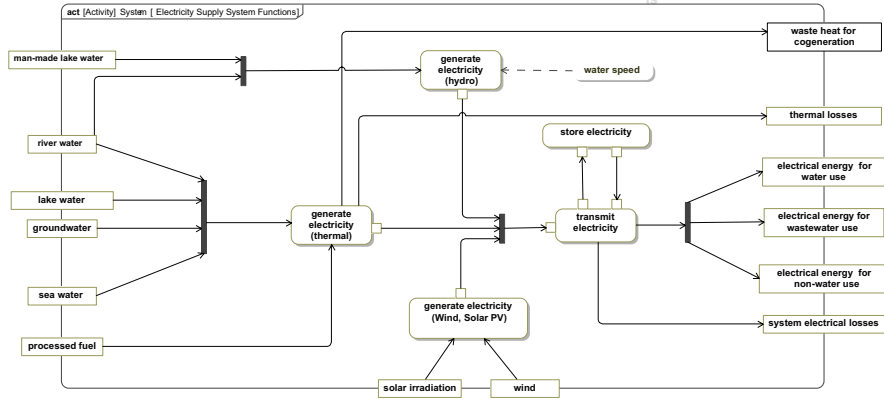 act [Activity] System [ Electricity Supply System Functions]
waste heat for
cogeneration
man-made lake water
generate
electricity
(hydro)
water speed
thermal losses
river water
store electricity
electrical energy for
water use
lake water
generate
electricity
(thermal)
transmit
electricity
electrical energy for
wastewater use
groundwater
electrical energy for
non-water use
sea water
generate electricity
(Wind, Solar PV)
system electrical losses
processed fuel
solar irradiation
wind